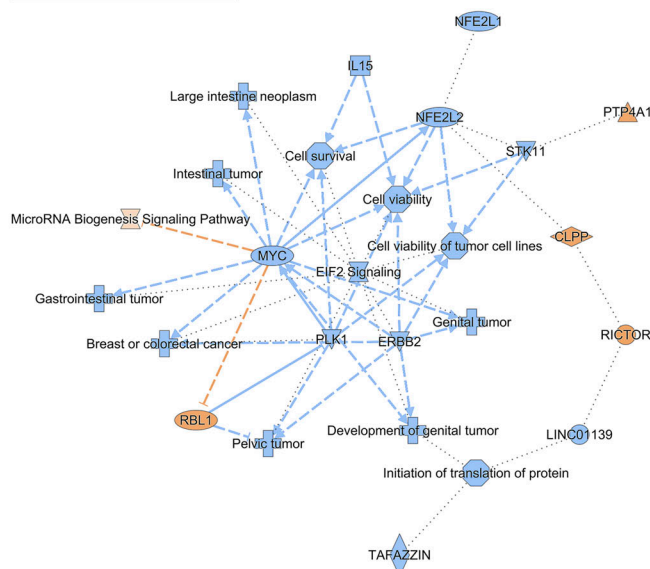 NFE2L1
IL15
Large intestine neoplasm
NFE2L2
PTP4A1
STK11
Cell survival
Intestinal tumor
Cell viability
MicroRNA Biogenesis Signaling Pathway
CLPP
Cell viability of tumor cell lines
MYC
EIF2 Signaling
Gastrointestinal tumor
Genital tumor
Breast or colorectal cancer
PLK1
ERBB2
RICTOR
RBL1
Pelvic tumor
Development of genital tumor
LINC01139
Initiation of translation of protein
TAFAZZIN